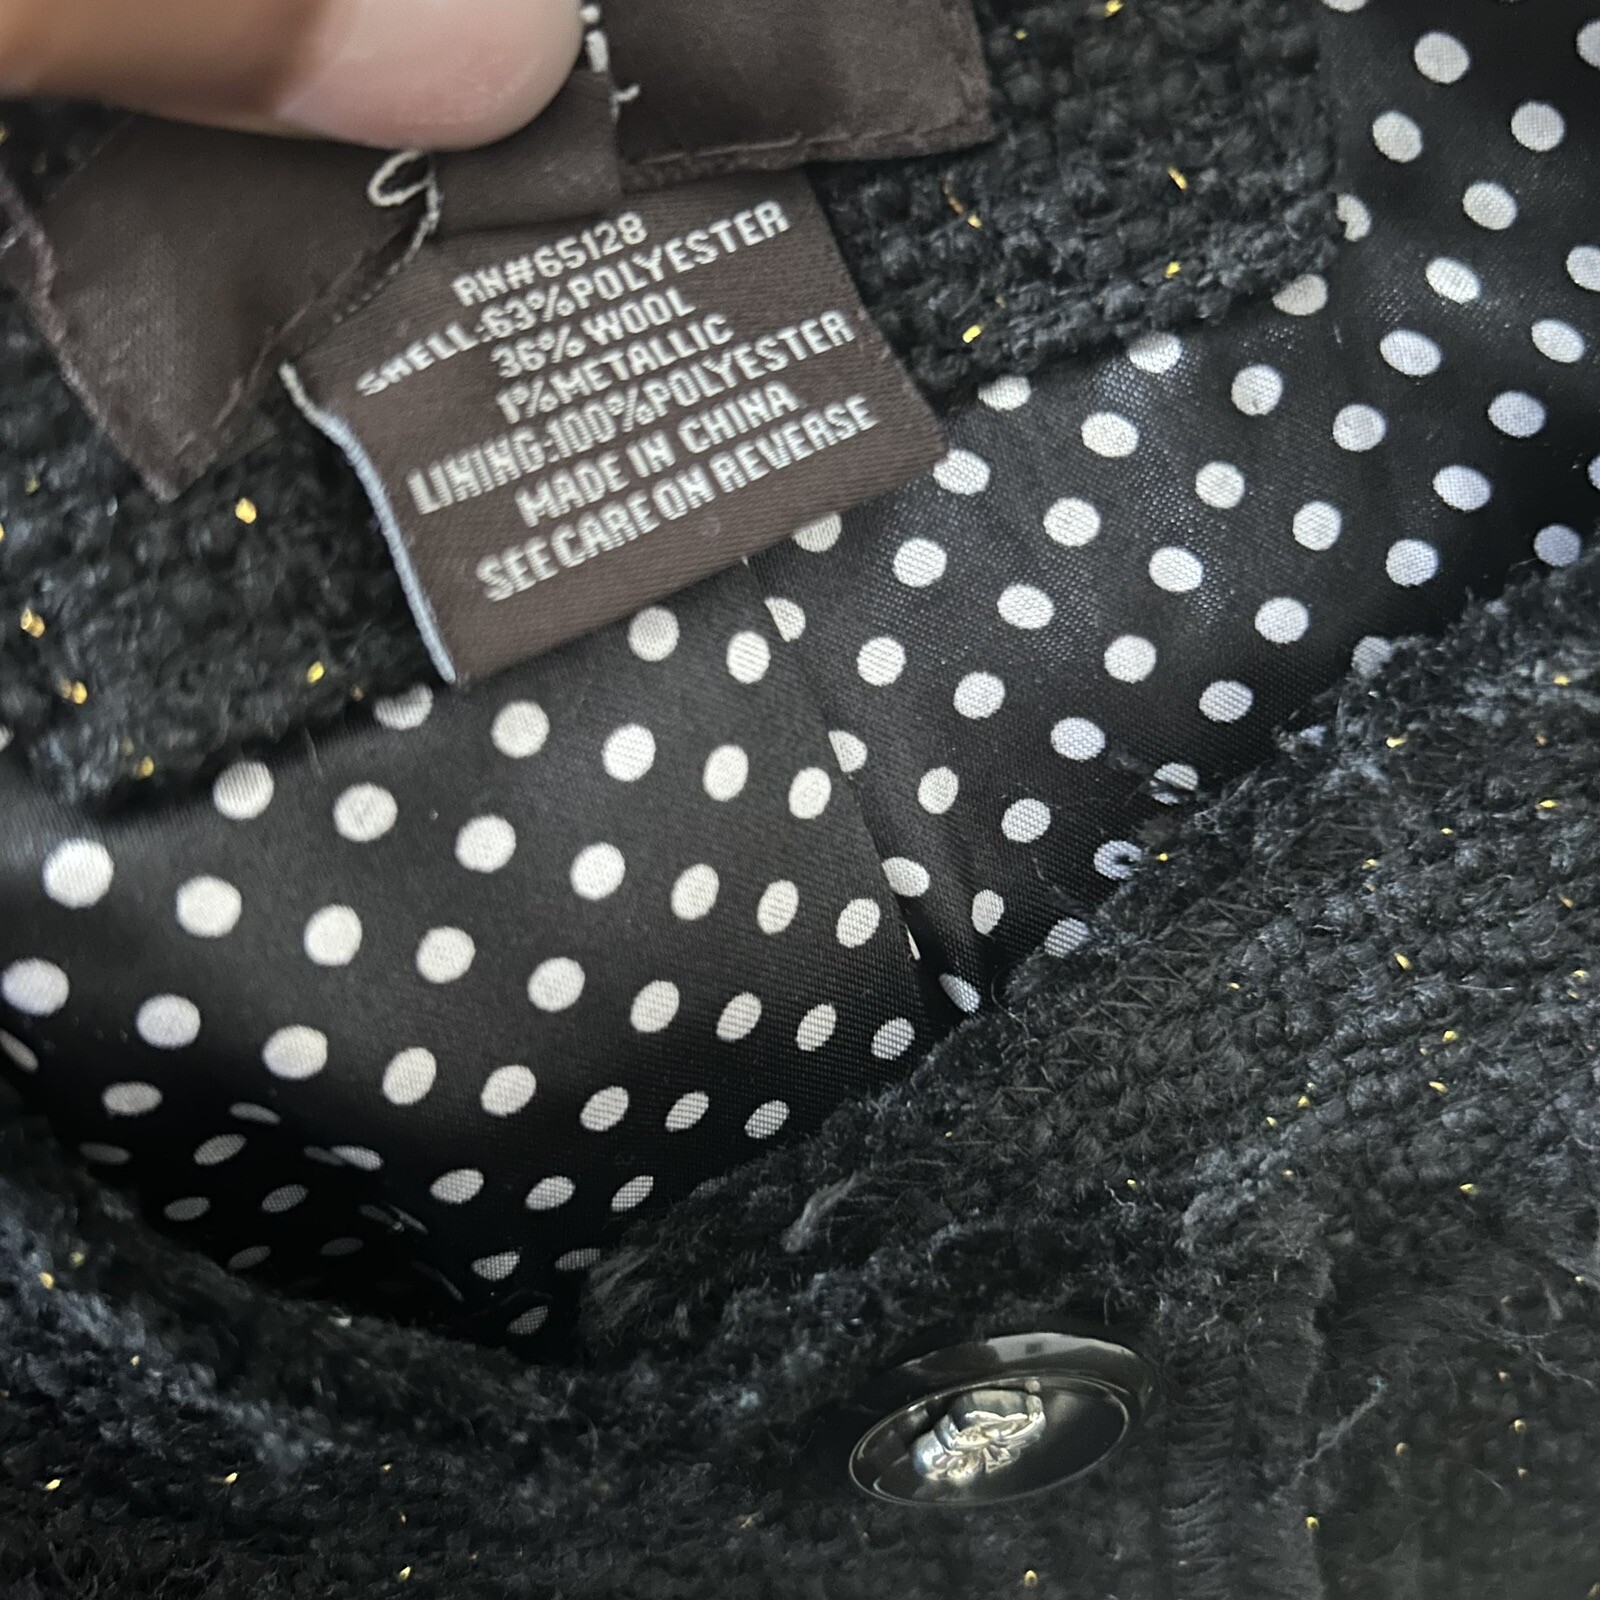 RN#65128
SHELL:63%POLYESTER
36%WOOL
1%METALLIC
LINING:100%POLYESTER
MADE IN CHINA
SEE CARE ON REVERSE